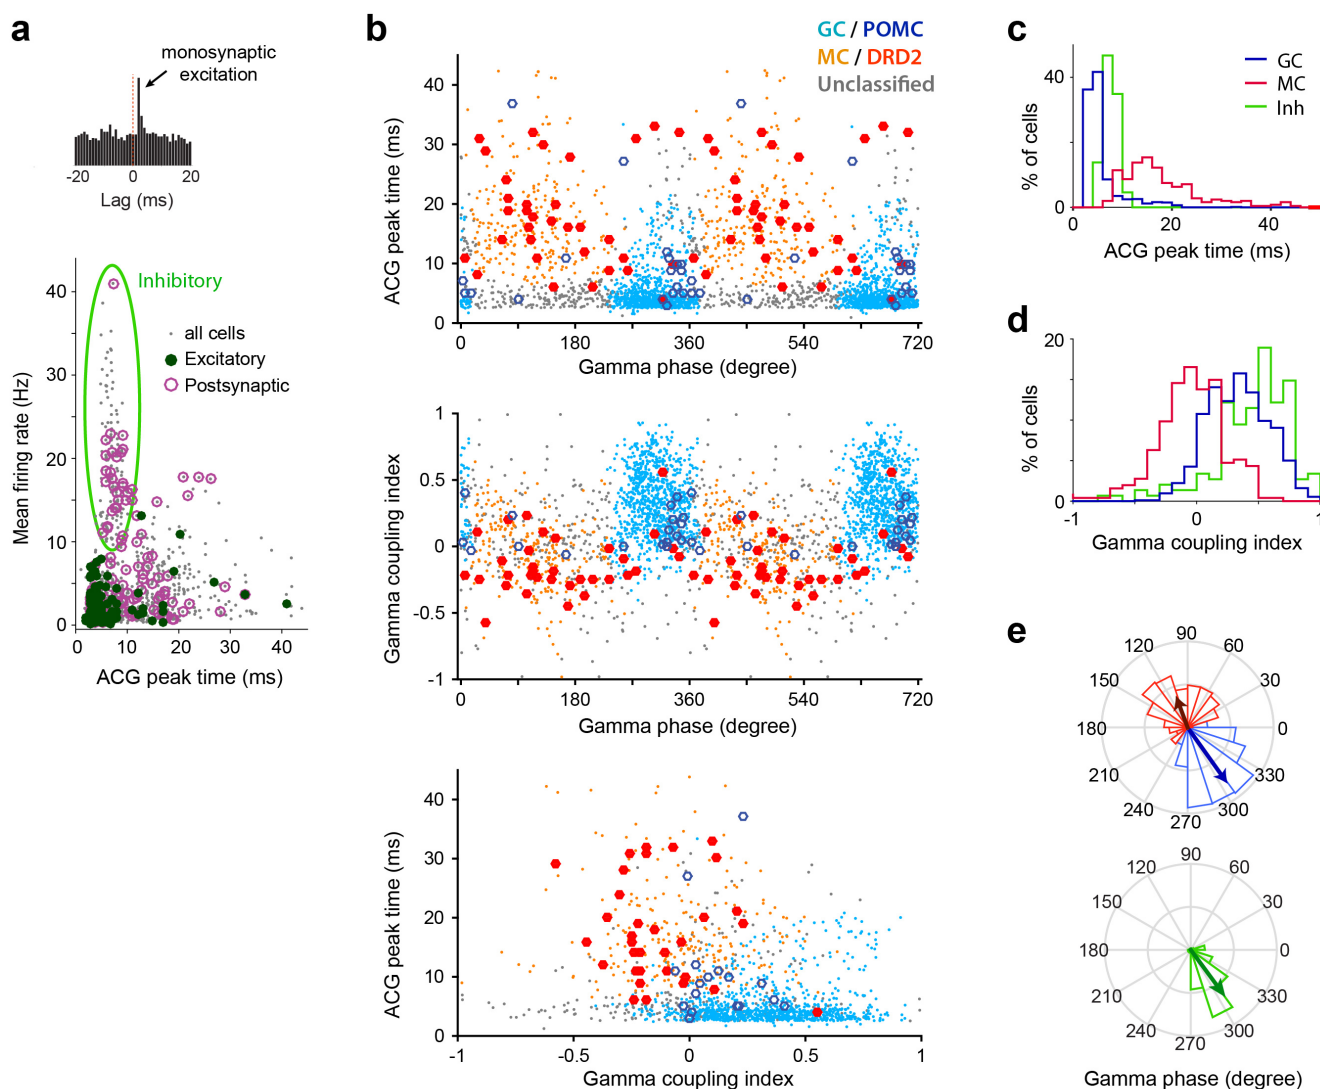 a
monosynaptic
excitation
-20 0 20
Lag (ms)
Inhibitory
all cells
Excitatory
Postsynaptic
Mean firing rate (Hz)
40
30
20
10
0
0 10 20 30 40
ACG peak time (ms)
b
GC / POMC
MC / DRD2
Unclassified
ACG peak time (ms)
40
30
20
10
0
0 180 360 540 720
Gamma phase (degree)
Gamma coupling index
1
0.5
0
-0.5
-1
0 180 360 540 720
Gamma phase (degree)
ACG peak time (ms)
40
30
20
10
0
-1 -0.5 0 0.5 1
Gamma coupling index
c
GC
MC
Inh
% of cells
40
0
0 20 40
ACG peak time (ms)
d
% of cells
20
10
0
-1 0 1
Gamma coupling index
e
90
120 60
150 30
180 0
210 330
240 300
270
90
120 60
150 30
180 0
210 330
240 300
270
Gamma phase (degree)